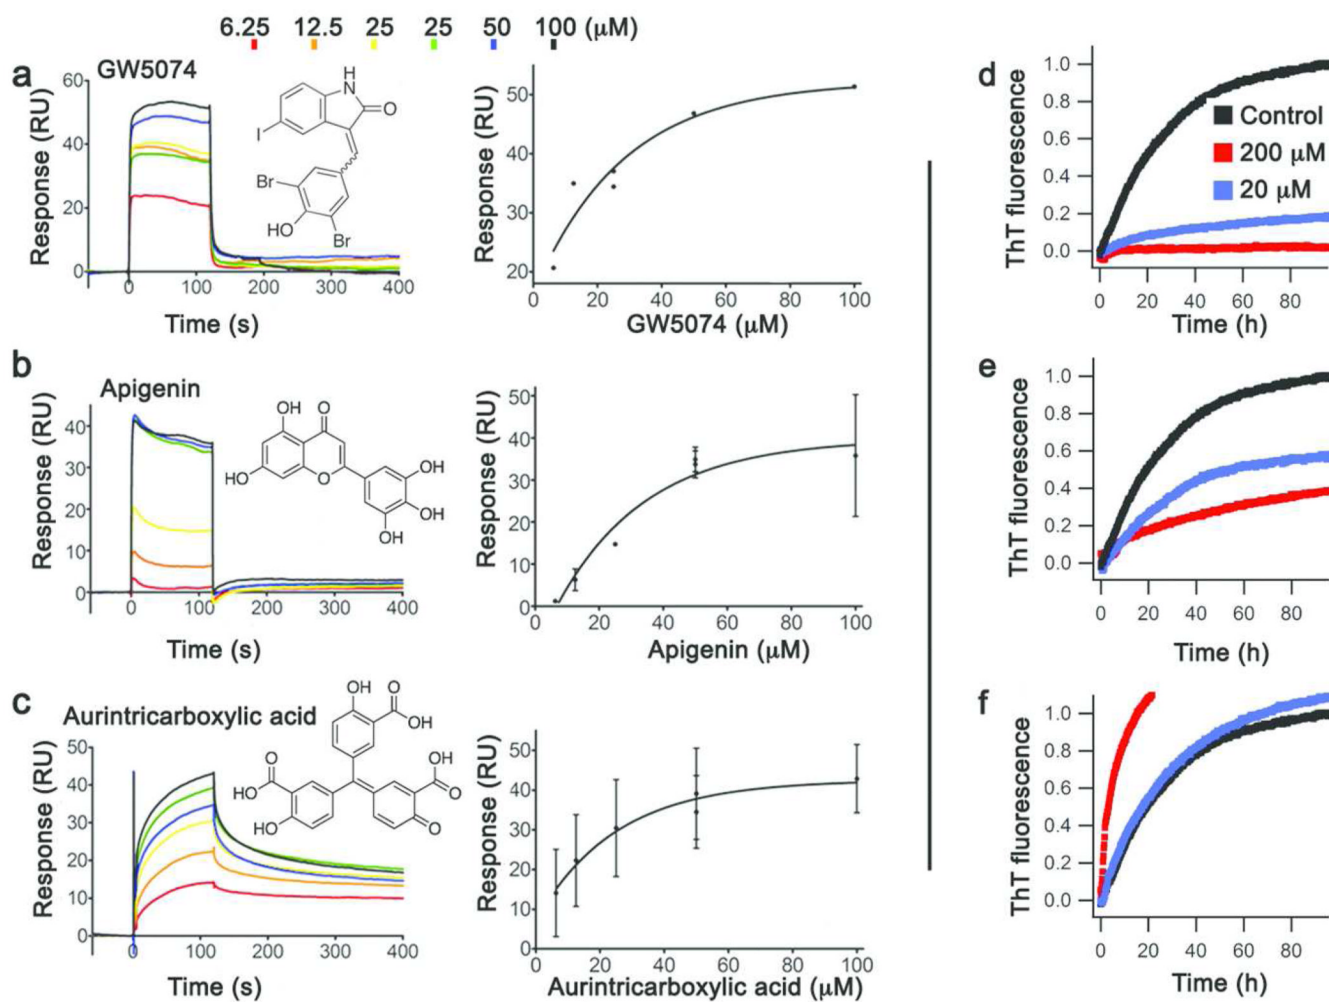 6.25 12.5 25 25 50 100 (μM)
a GW5074
Response (RU)
60
40
20
0
0 100 200 300 400
Time (s)
H
N
O
I
Br
HO
Br
Response (RU)
50
40
30
20
0 20 40 60 80 100
GW5074 (μM)
d
ThT fluorescence
1.0
0.8
0.6
0.4
0.2
0.0
Control
200 μM
20 μM
0 20 40 60 80
Time (h)
b Apigenin
Response (RU)
40
30
20
10
0
0 100 200 300 400
Time (s)
OH O
HO O
OH
OH
OH
Response (RU)
50
40
30
20
10
0
0 20 40 60 80 100
Apigenin (μM)
e
ThT fluorescence
1.0
0.8
0.6
0.4
0.2
0.0
0 20 40 60 80
Time (h)
c Aurintricarboxylic acid
Response (RU)
50
40
30
20
10
0
0 100 200 300 400
Time (s)
OH O
OH
O
HO
HO
O
OH
O
O
Response (RU)
50
40
30
20
10
0
0 20 40 60 80 100
Aurintricarboxylic acid (μM)
f
ThT fluorescence
1.0
0.8
0.6
0.4
0.2
0.0
0 20 40 60 80
Time (h)